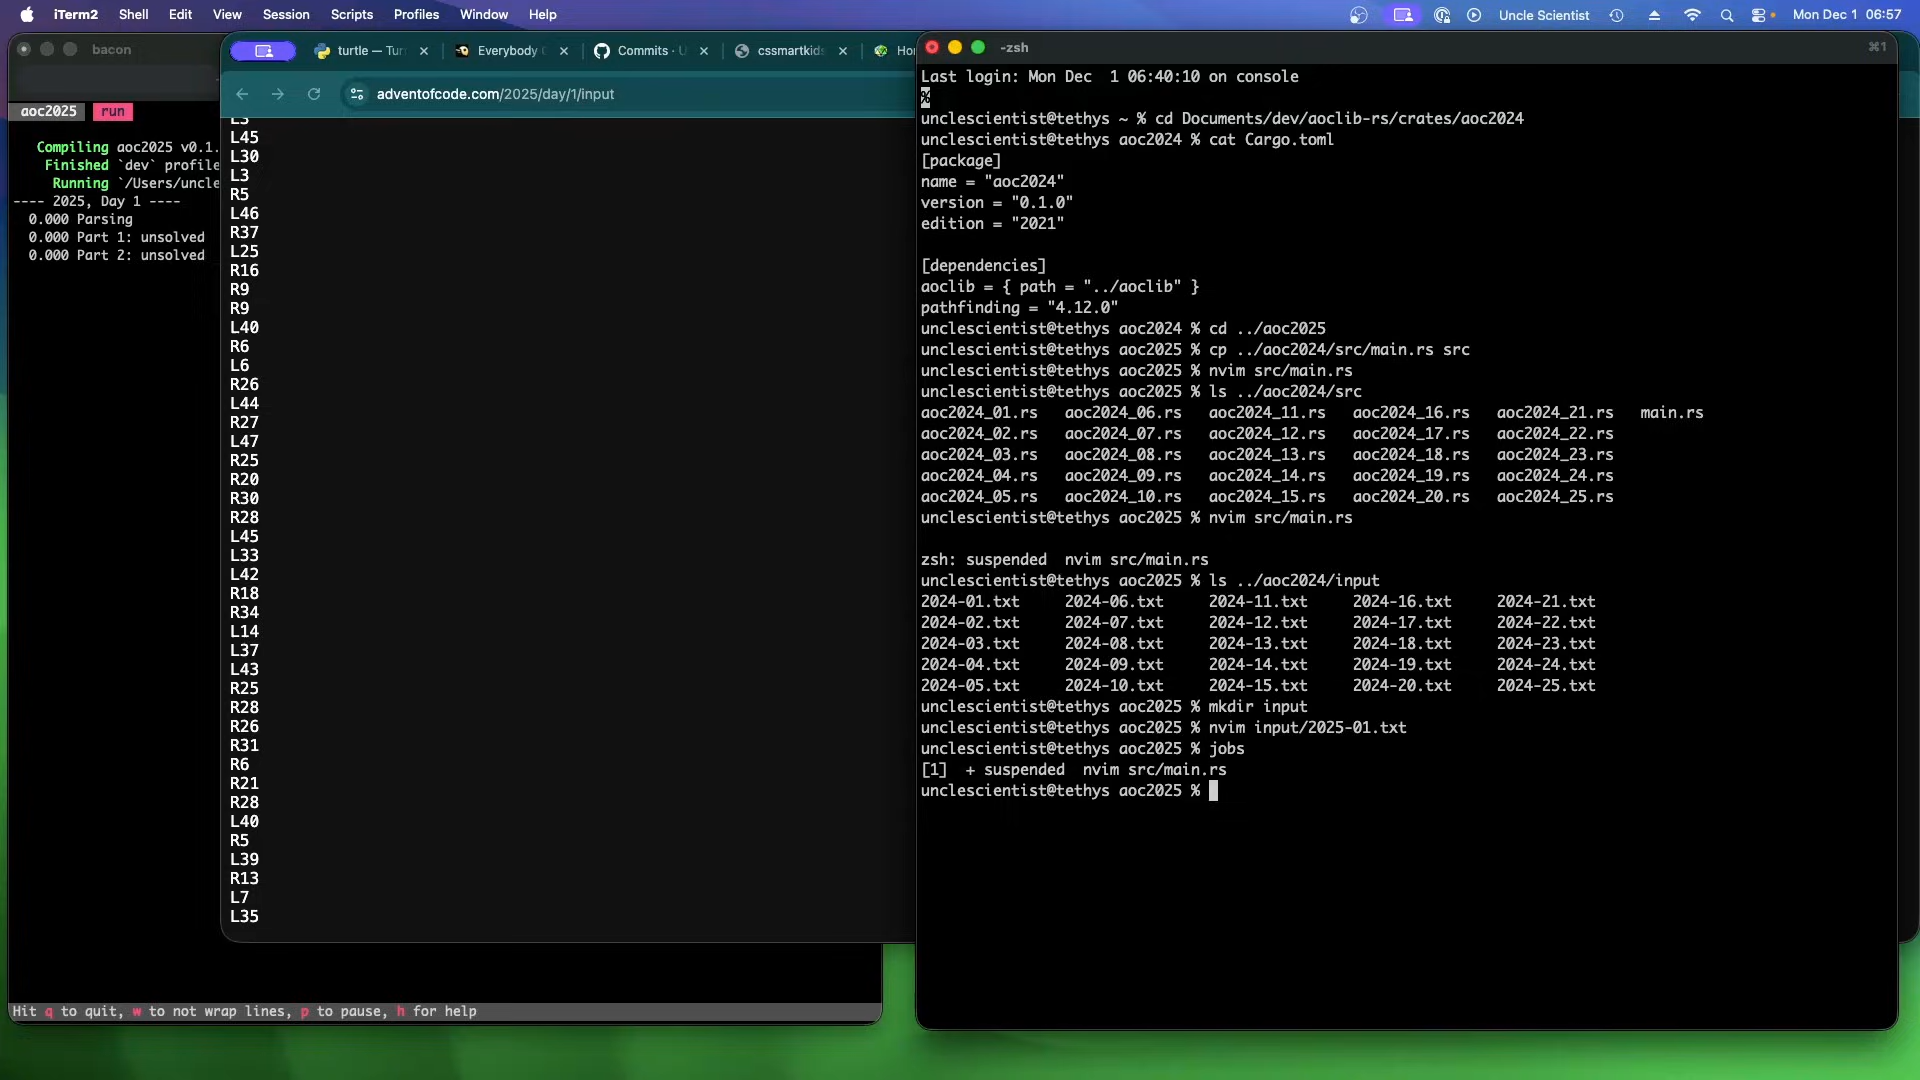 iTerm2 Shell Edit View Session Scripts Profiles Window Help Uncle Scientist Mon Dec 1 06:57
bacon
aoc2025 run
Compiling aoc2025 v0.1.
Finished `dev` profile
Running `/Users/uncle
---- 2025, Day 1 ----
0.000 Parsing
0.000 Part 1: unsolved
0.000 Part 2: unsolved
Hit q to quit, w to not wrap lines, p to pause, h for help
turtle — Tur Everybody Commits · U cssmartkids Hor
adventofcode.com/2025/day/1/input
L3
L45
L30
L3
R5
L46
R37
L25
R16
R9
R9
L40
R6
L6
R26
L44
R27
L47
R25
R20
R30
R28
L45
L33
L42
R18
R34
L14
L37
L43
R25
R28
R26
R31
R6
R21
R28
L40
R5
L39
R13
L7
L35
-zsh ⌘1
Last login: Mon Dec  1 06:40:10 on console
%
unclescientist@tethys ~ % cd Documents/dev/aoclib-rs/crates/aoc2024
unclescientist@tethys aoc2024 % cat Cargo.toml
[package]
name = "aoc2024"
version = "0.1.0"
edition = "2021"
[dependencies]
aoclib = { path = "../aoclib" }
pathfinding = "4.12.0"
unclescientist@tethys aoc2024 % cd ../aoc2025
unclescientist@tethys aoc2025 % cp ../aoc2024/src/main.rs src
unclescientist@tethys aoc2025 % nvim src/main.rs
unclescientist@tethys aoc2025 % ls ../aoc2024/src
aoc2024_01.rs aoc2024_06.rs aoc2024_11.rs aoc2024_16.rs aoc2024_21.rs main.rs
aoc2024_02.rs aoc2024_07.rs aoc2024_12.rs aoc2024_17.rs aoc2024_22.rs
aoc2024_03.rs aoc2024_08.rs aoc2024_13.rs aoc2024_18.rs aoc2024_23.rs
aoc2024_04.rs aoc2024_09.rs aoc2024_14.rs aoc2024_19.rs aoc2024_24.rs
aoc2024_05.rs aoc2024_10.rs aoc2024_15.rs aoc2024_20.rs aoc2024_25.rs
unclescientist@tethys aoc2025 % nvim src/main.rs
zsh: suspended  nvim src/main.rs
unclescientist@tethys aoc2025 % ls ../aoc2024/input
2024-01.txt 2024-06.txt 2024-11.txt 2024-16.txt 2024-21.txt
2024-02.txt 2024-07.txt 2024-12.txt 2024-17.txt 2024-22.txt
2024-03.txt 2024-08.txt 2024-13.txt 2024-18.txt 2024-23.txt
2024-04.txt 2024-09.txt 2024-14.txt 2024-19.txt 2024-24.txt
2024-05.txt 2024-10.txt 2024-15.txt 2024-20.txt 2024-25.txt
unclescientist@tethys aoc2025 % mkdir input
unclescientist@tethys aoc2025 % nvim input/2025-01.txt
unclescientist@tethys aoc2025 % jobs
[1]  + suspended  nvim src/main.rs
unclescientist@tethys aoc2025 %